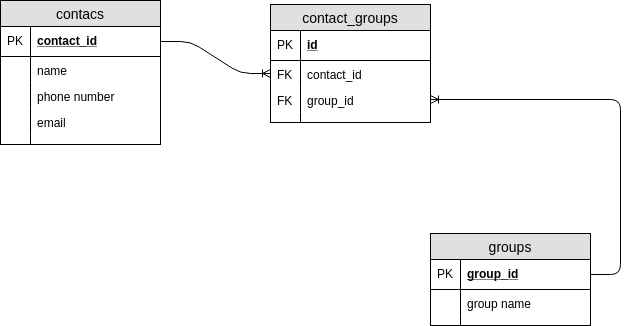 contacs
PK contact_id
name
phone number
email
contact_groups
PK id
FK contact_id
FK group_id
groups
PK group_id
group name